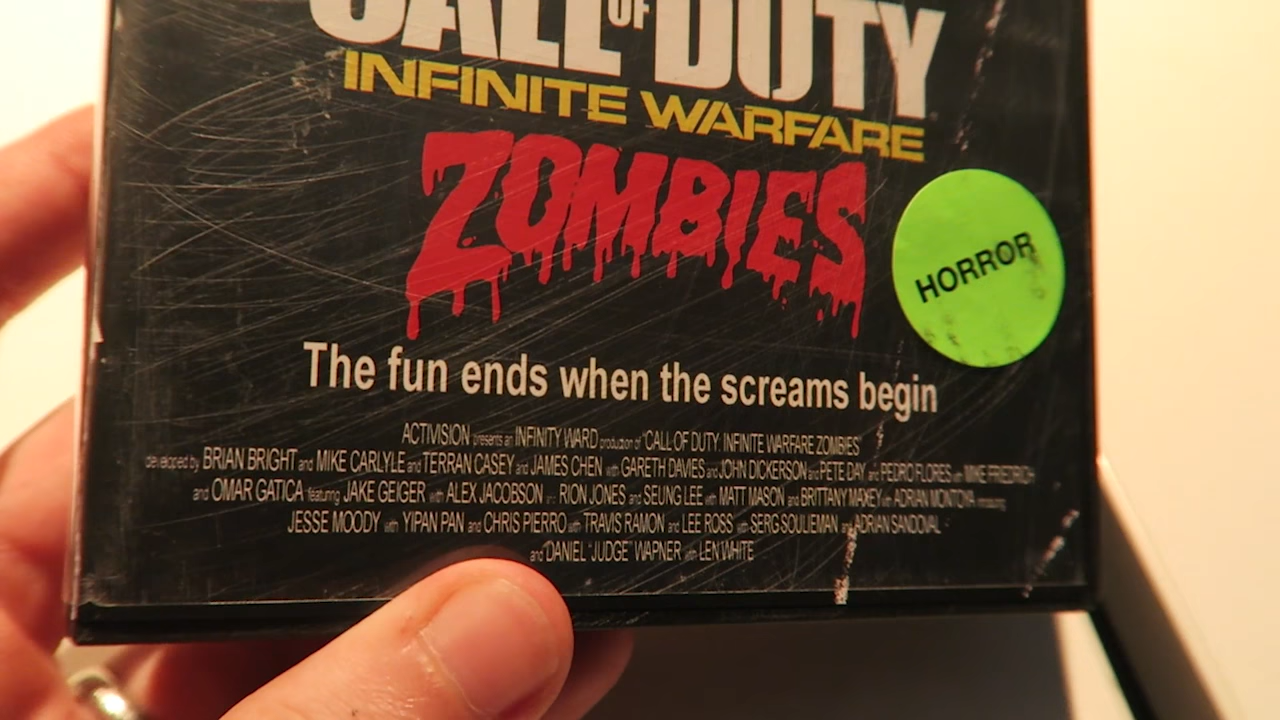 CALL OF DUTY
INFINITE WARFARE
ZOMBIES
HORROR
The fun ends when the screams begin
ACTIVISION presents an INFINITY WARD production of "CALL OF DUTY: INFINITE WARFARE ZOMBIES"
developed by BRIAN BRIGHT and MIKE CARLYLE and TERRAN CASEY and JAMES CHEN with GARETH DAVIES and JOHN DICKERSON and PETE DAY and PEDRO FLORES with MIKE FRIEDRICH
and OMAR GATICA featuring JAKE GEIGER with ALEX JACOBSON and RION JONES and SEUNG LEE with MATT MASON and BRITTANY MAXEY with ADRIAN MONTOYA introducing
JESSE MOODY with YIPAN PAN and CHRIS PIERRO with TRAVIS RAMON and LEE ROSS with SERG SOULIEMAN and ADRIAN SANDOVAL
and DANIEL "JUDGE" WAPNER with LEN WHITE